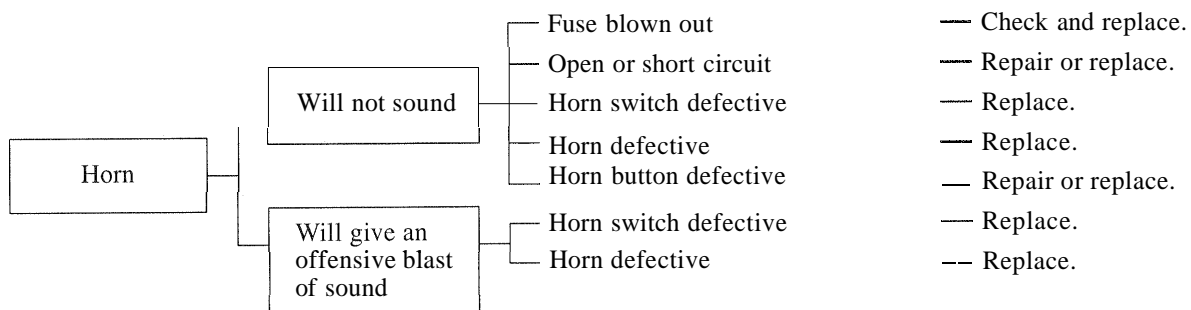 Horn
Will not sound
Fuse blown out — Check and replace.
Open or short circuit — Repair or replace.
Horn switch defective — Replace.
Horn defective — Replace.
Horn button defective — Repair or replace.
Will give an
offensive blast
of sound
Horn switch defective — Replace.
Horn defective — Replace.